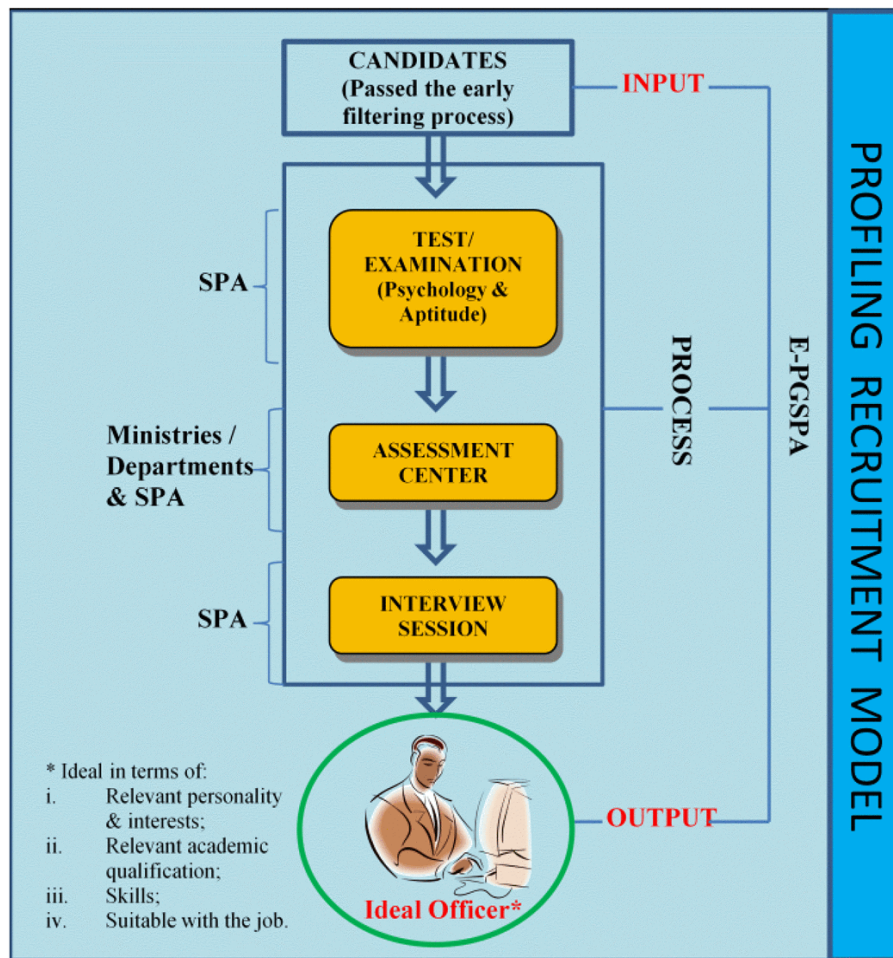 CANDIDATES
(Passed the early
filtering process)
INPUT
TEST/
EXAMINATION
(Psychology &
Aptitude)
SPA
Ministries /
Departments
& SPA
ASSESSMENT
CENTER
INTERVIEW
SESSION
SPA
PROCESS
E-PGSPA
PROFILING RECRUITMENT MODEL
* Ideal in terms of:
i. Relevant personality
& interests;
ii. Relevant academic
qualification;
iii. Skills;
iv. Suitable with the job.
Ideal Officer*
OUTPUT